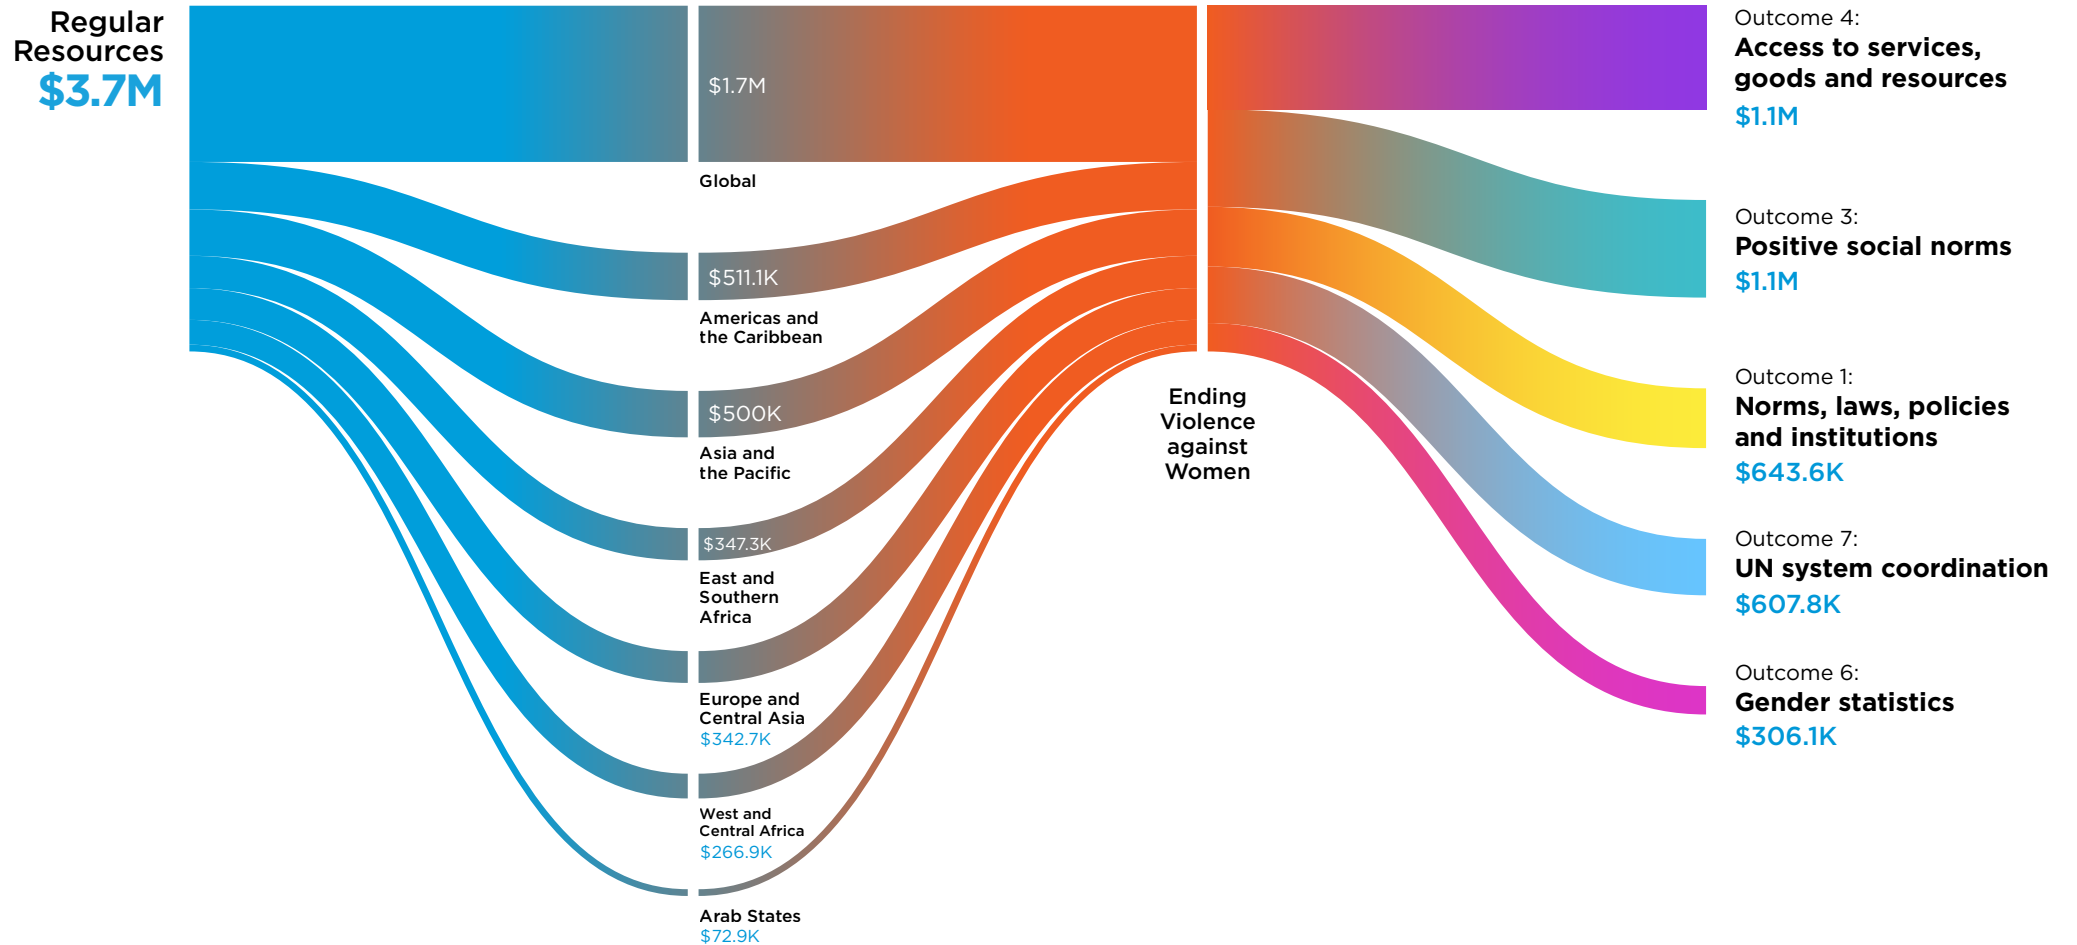 Regular
Resources
$3.7M
$1.7M
Global
$511.1K
Americas and
the Caribbean
$500K
Asia and
the Pacific
$347.3K
East and
Southern
Africa
Europe and
Central Asia
$342.7K
West and
Central Africa
$266.9K
Arab States
$72.9K
Ending
Violence
against
Women
Outcome 4:
Access to services,
goods and resources
$1.1M
Outcome 3:
Positive social norms
$1.1M
Outcome 1:
Norms, laws, policies
and institutions
$643.6K
Outcome 7:
UN system coordination
$607.8K
Outcome 6:
Gender statistics
$306.1K